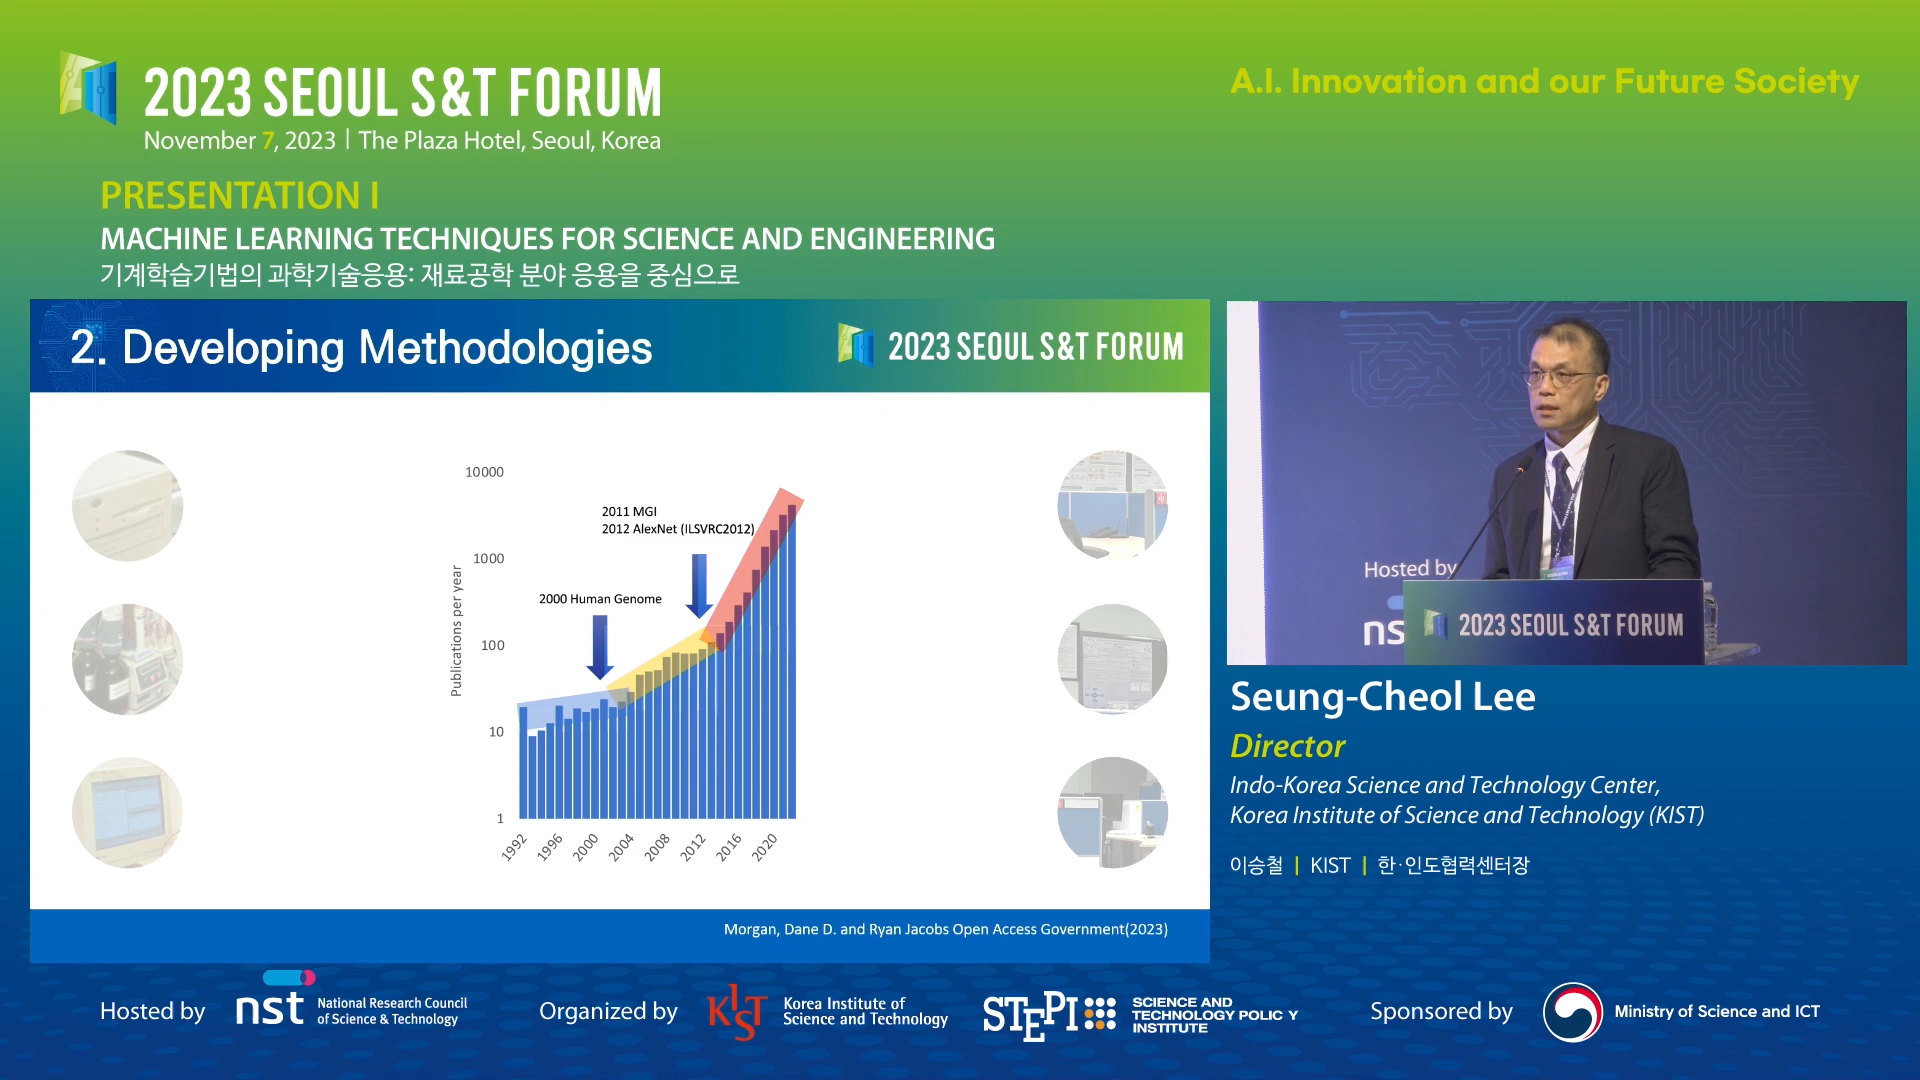 2023 SEOUL S&T FORUM
November 7, 2023 | The Plaza Hotel, Seoul, Korea
A.I. Innovation and our Future Society
PRESENTATION I
MACHINE LEARNING TECHNIQUES FOR SCIENCE AND ENGINEERING
기계학습기법의 과학기술응용: 재료공학 분야 응용을 중심으로
2. Developing Methodologies
2023 SEOUL S&T FORUM
10000
1000
100
10
1
Publications per year
2011 MGI
2012 AlexNet (ILSVRC2012)
2000 Human Genome
1992
1996
2000
2004
2008
2012
2016
2020
Morgan, Dane D. and Ryan Jacobs Open Access Government(2023)
Hosted by
nst
2023 SEOUL S&T FORUM
Seung-Cheol Lee
Director
Indo-Korea Science and Technology Center,
Korea Institute of Science and Technology (KIST)
이승철 | KIST | 한·인도협력센터장
Hosted by
nst
National Research Council
of Science & Technology
Organized by
KIST
Korea Institute of
Science and Technology
STEPI
SCIENCE AND
TECHNOLOGY POLICY
INSTITUTE
Sponsored by
Ministry of Science and ICT